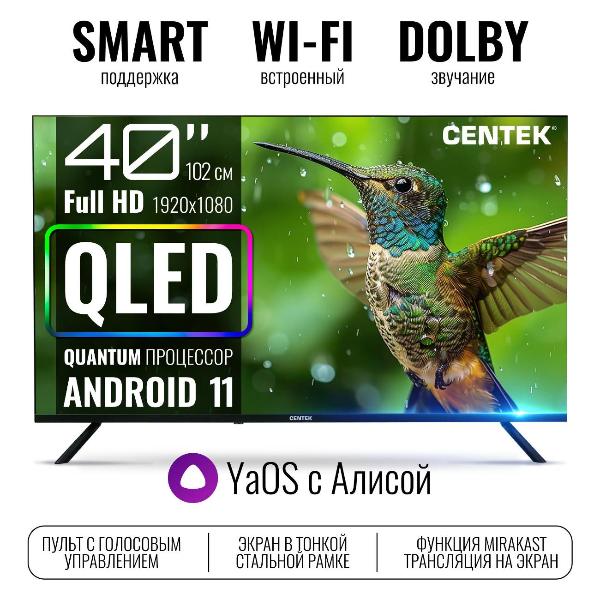 SMART WI-FI DOLBY
поддержка встроенный звучание
40” 102 см
CENTEK®
Full HD 1920x1080
QLED
QUANTUM ПРОЦЕССОР
ANDROID 11
CENTEK
YaOS с Алисой
ПУЛЬТ С ГОЛОСОВЫМ
УПРАВЛЕНИЕМ
ЭКРАН В ТОНКОЙ
СТАЛЬНОЙ РАМКЕ
ФУНКЦИЯ MIRAKAST
ТРАНСЛЯЦИЯ НА ЭКРАН